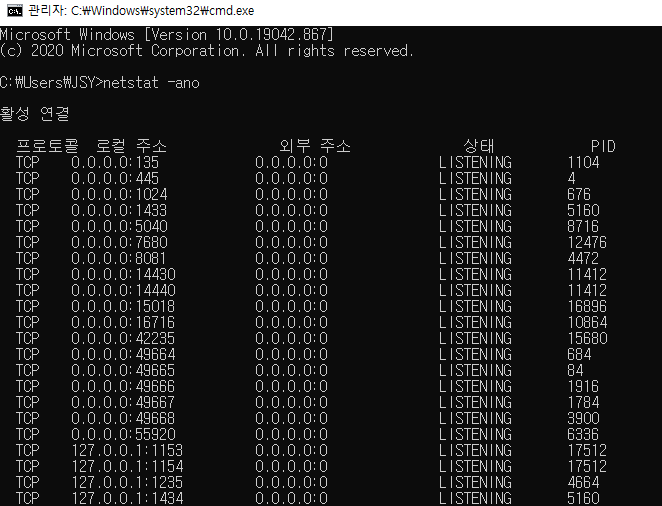 관리자: C:₩Windows₩system32₩cmd.exe
Microsoft Windows [Version 10.0.19042.867]
(c) 2020 Microsoft Corporation. All rights reserved.
C:₩Users₩JSY>netstat -ano
활성 연결
프로토콜 로컬 주소 외부 주소 상태 PID
TCP 0.0.0.0:135 0.0.0.0:0 LISTENING 1104
TCP 0.0.0.0:445 0.0.0.0:0 LISTENING 4
TCP 0.0.0.0:1024 0.0.0.0:0 LISTENING 676
TCP 0.0.0.0:1433 0.0.0.0:0 LISTENING 5160
TCP 0.0.0.0:5040 0.0.0.0:0 LISTENING 8716
TCP 0.0.0.0:7680 0.0.0.0:0 LISTENING 12476
TCP 0.0.0.0:8081 0.0.0.0:0 LISTENING 4472
TCP 0.0.0.0:14430 0.0.0.0:0 LISTENING 11412
TCP 0.0.0.0:14440 0.0.0.0:0 LISTENING 11412
TCP 0.0.0.0:15018 0.0.0.0:0 LISTENING 16896
TCP 0.0.0.0:16716 0.0.0.0:0 LISTENING 10864
TCP 0.0.0.0:42235 0.0.0.0:0 LISTENING 15680
TCP 0.0.0.0:49664 0.0.0.0:0 LISTENING 684
TCP 0.0.0.0:49665 0.0.0.0:0 LISTENING 84
TCP 0.0.0.0:49666 0.0.0.0:0 LISTENING 1916
TCP 0.0.0.0:49667 0.0.0.0:0 LISTENING 1784
TCP 0.0.0.0:49668 0.0.0.0:0 LISTENING 3900
TCP 0.0.0.0:55920 0.0.0.0:0 LISTENING 6336
TCP 127.0.0.1:1153 0.0.0.0:0 LISTENING 17512
TCP 127.0.0.1:1154 0.0.0.0:0 LISTENING 17512
TCP 127.0.0.1:1235 0.0.0.0:0 LISTENING 4664
TCP 127.0.0.1:1434 0.0.0.0:0 LISTENING 5160